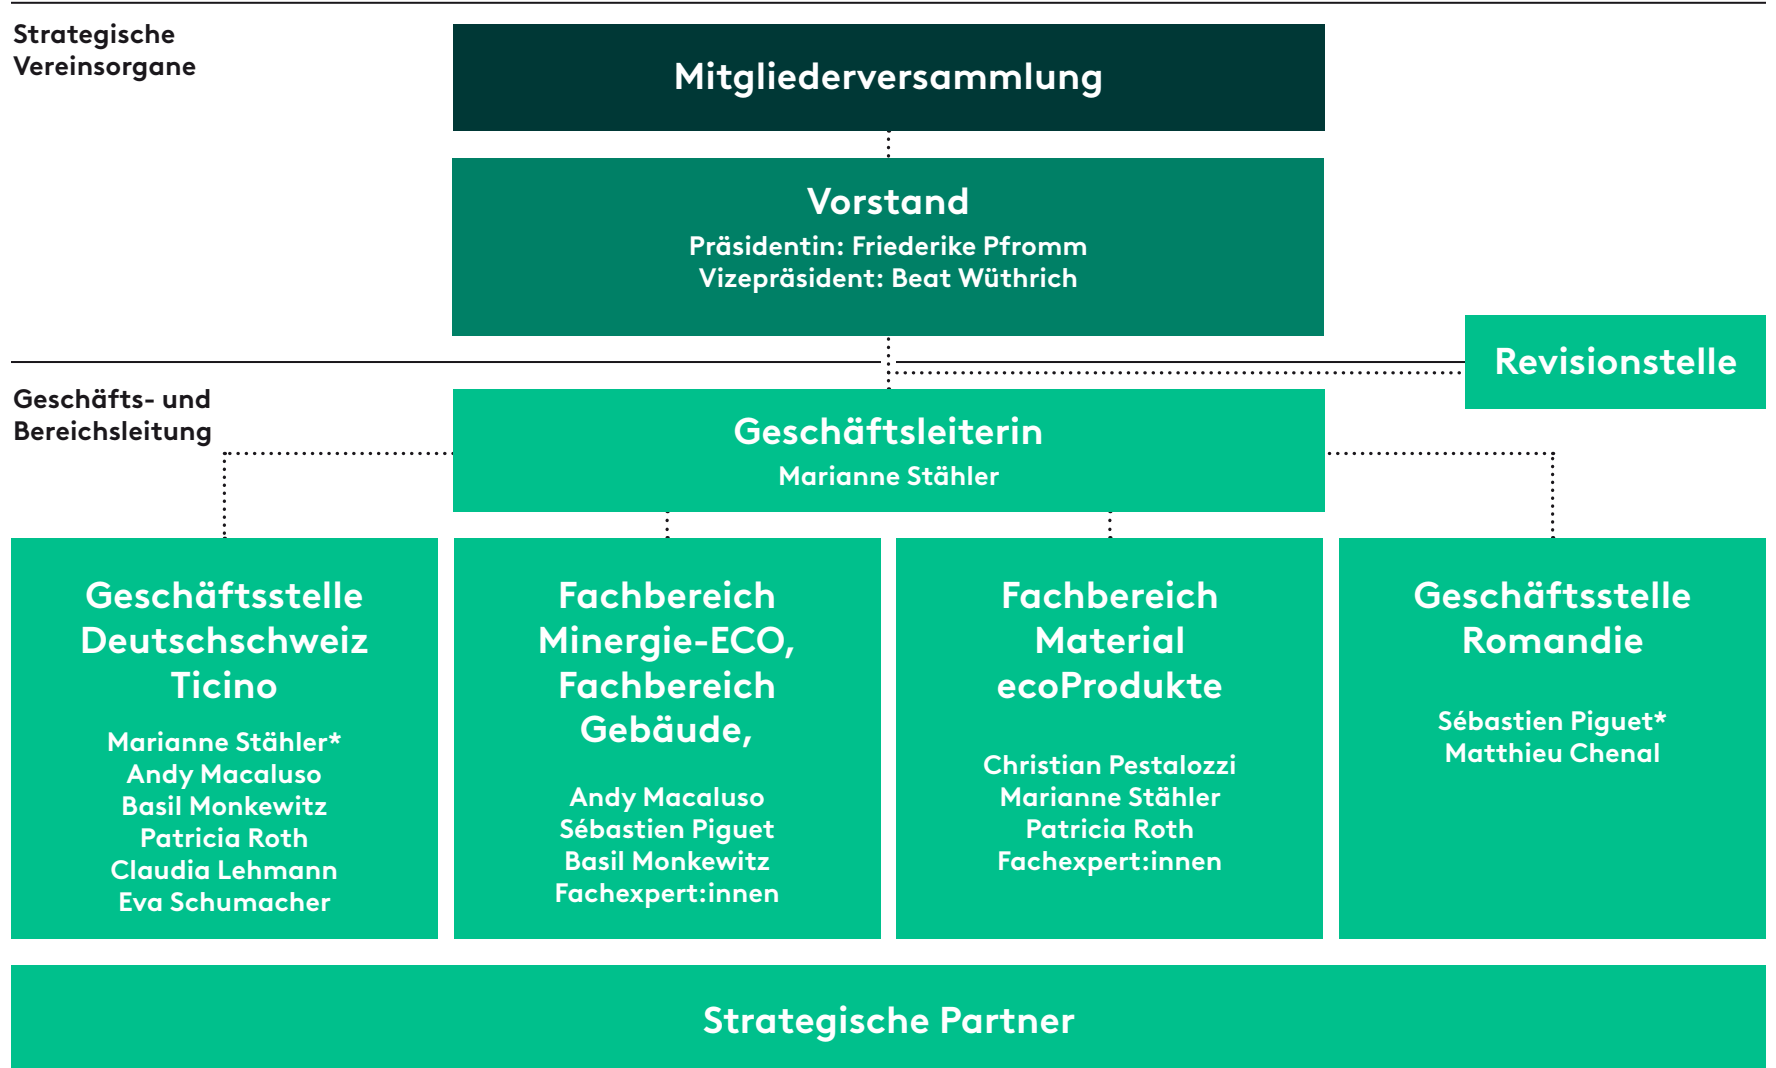 Strategische
Vereinsorgane
Mitgliederversammlung
Vorstand
Präsidentin: Friederike Pfromm
Vizepräsident: Beat Wüthrich
Revisionstelle
Geschäfts- und
Bereichsleitung
Geschäftsleiterin
Marianne Stähler
Geschäftsstelle
Deutschschweiz
Ticino
Marianne Stähler*
Andy Macaluso
Basil Monkewitz
Patricia Roth
Claudia Lehmann
Eva Schumacher
Fachbereich
Minergie-ECO,
Fachbereich
Gebäude,
Andy Macaluso
Sébastien Piguet
Basil Monkewitz
Fachexpert:innen
Fachbereich
Material
ecoProdukte
Christian Pestalozzi
Marianne Stähler
Patricia Roth
Fachexpert:innen
Geschäftsstelle
Romandie
Sébastien Piguet*
Matthieu Chenal
Strategische Partner